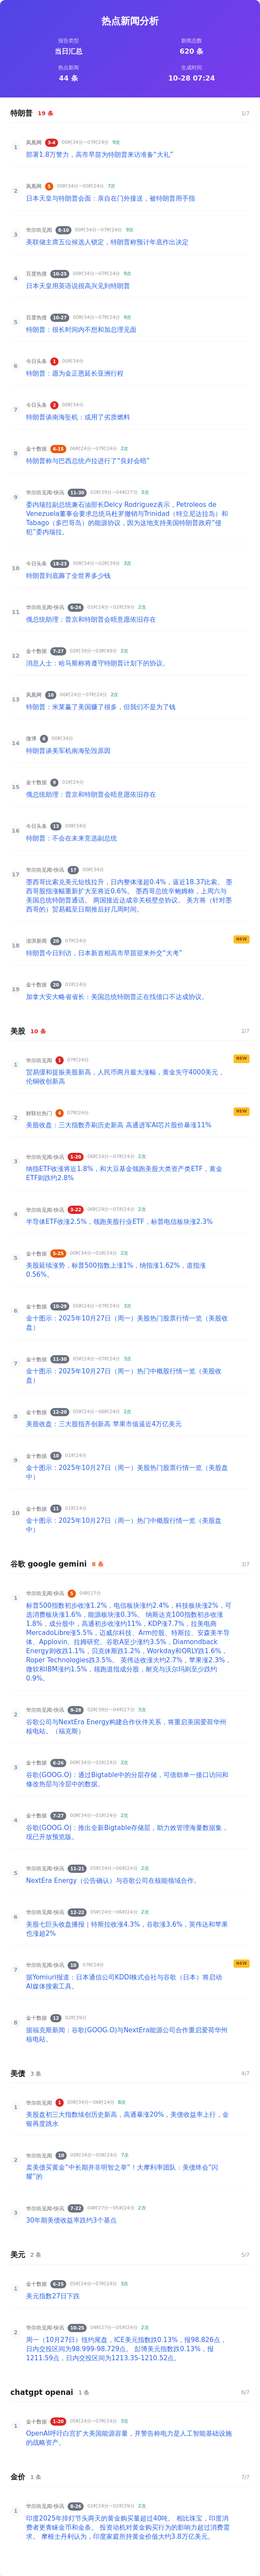 热点新闻分析
报告类型
当日汇总
新闻总数
620 条
热点新闻
44 条
生成时间
10-28 07:24
特朗普 19 条 1/7
1
凤凰网 3-4 00时34分~07时24分 9次
部署1.8万警力，高市早苗为特朗普来访准备“大礼”
2
凤凰网 5 00时34分~05时24分 7次
日本天皇与特朗普会面：亲自在门外接送，被特朗普用手指
3
华尔街见闻 6-10 00时34分~07时24分 9次
美联储主席五位候选人锁定，特朗普称预计年底作出决定
4
百度热搜 10-25 00时34分~07时24分 9次
日本天皇用英语说很高兴见到特朗普
5
百度热搜 10-27 00时34分~07时24分 9次
特朗普：很长时间内不想和加总理见面
6
今日头条 1 00时34分
特朗普：愿为金正恩延长亚洲行程
7
今日头条 2 00时34分
特朗普谈南海坠机：或用了劣质燃料
8
金十数据 4-15 06时24分~07时24分 2次
特朗普称与巴西总统卢拉进行了“良好会晤”
9
华尔街见闻-快讯 11-30 02时39分~04时27分 3次
委内瑞拉副总统兼石油部长Delcy Rodríguez表示，Petroleos de
Venezuela董事会要求总统马杜罗撤销与Trinidad（特立尼达拉岛）和
Tabago（多巴哥岛）的能源协议，因为这地支持美国特朗普政府“侵
犯”委内瑞拉。
10
今日头条 18-23 00时34分~02时39分 3次
特朗普到底薅了全世界多少钱
11
华尔街见闻-快讯 6-24 01时24分~02时39分 2次
俄总统助理：普京和特朗普会晤意愿依旧存在
12
金十数据 7-27 02时39分~03时49分 2次
消息人士：哈马斯称将遵守特朗普计划下的协议。
13
凤凰网 10 06时24分~07时24分 2次
特朗普：米莱赢了美国赚了很多，但我们不是为了钱
14
微博 6 00时34分
特朗普谈美军机南海坠毁原因
15
金十数据 9 01时24分
俄总统助理：普京和特朗普会晤意愿依旧存在
16
今日头条 13 00时34分
特朗普：不会在未来竞选副总统
17
华尔街见闻-快讯 17 00时34分
墨西哥比索兑美元短线拉升，日内整体涨超0.4%，逼近18.37比索。 墨
西哥股指涨幅重新扩大至将近0.6%。 墨西哥总统辛鲍姆称，上周六与
美国总统特朗普通话。 两国接近达成非关税壁垒协议。 美方将（针对墨
西哥的）贸易截至日期推后好几周时间。
18
澎湃新闻 20 07时24分 NEW
特朗普今日到访，日本新首相高市早苗迎来外交“大考”
19
金十数据 20 01时24分
加拿大安大略省省长：美国总统特朗普正在找借口不达成协议。
美股 10 条 2/7
1
华尔街见闻 1 07时24分 NEW
贸易缓和提振美股新高，人民币两月最大涨幅，黄金失守4000美元，
伦铜收创新高
2
财联社热门 4 07时24分 NEW
美股收盘：三大指数齐刷历史新高 高通进军AI芯片股价暴涨11%
3
华尔街见闻-快讯 1-20 06时24分~07时24分 2次
纳指ETF收涨将近1.8%，和大豆基金领跑美股大类资产类ETF，黄金
ETF则跌约2.8%
4
华尔街见闻-快讯 3-22 06时24分~07时24分 2次
半导体ETF收涨2.5%，领跑美股行业ETF，标普电信板块涨2.3%
5
金十数据 5-25 00时34分~01时24分 2次
美股延续涨势，标普500指数上涨1%，纳指涨1.62%，道指涨
0.56%。
6
金十数据 10-29 05时24分~07时24分 3次
金十图示：2025年10月27日（周一）美股热门股票行情一览（美股收
盘）
7
金十数据 11-30 05时24分~07时24分 3次
金十图示：2025年10月27日（周一）热门中概股行情一览（美股收
盘）
8
金十数据 12-20 05时24分~06时24分 2次
美股收盘：三大股指齐创新高 苹果市值逼近4万亿美元
9
金十数据 10 01时24分
金十图示：2025年10月27日（周一）美股热门股票行情一览（美股盘
中）
10
金十数据 11 01时24分
金十图示：2025年10月27日（周一）热门中概股行情一览（美股盘
中）
谷歌 google gemini 8 条 3/7
1
华尔街见闻-快讯 5 04时27分
标普500指数初步收涨1.2%，电信板块涨约2.4%，科技板块涨2%，可
选消费板块涨1.6%，能源板块涨0.3%。 纳斯达克100指数初步收涨
1.8%，成分股中，高通初步收涨约11%，KDP涨7.7%，拉美电商
MercadoLibre涨5.5%，迈威尔科技、Arm控股、特斯拉、安森美半导
体、Applovin、拉姆研究、谷歌A至少涨约3.5%，Diamondback
Energy则收跌1.1%，贝克休斯跌1.2%，Workday和ORLY跌1.6%，
Roper Technologies跌3.5%。 英伟达收涨大约2.7%，苹果涨2.3%，
微软和IBM涨约1.5%，领跑道指成分股，耐克与沃尔玛则至少跌约
0.9%。
2
华尔街见闻-快讯 9-28 02时39分~04时27分 3次
谷歌公司与NextEra Energy构建合作伙伴关系，将重启美国爱荷华州
核电站。（福克斯）
3
金十数据 6-26 00时34分~01时24分 2次
谷歌(GOOG.O)：通过Bigtable中的分层存储，可借助单一接口访问和
修改热层与冷层中的数据。
4
金十数据 7-27 00时34分~01时24分 2次
谷歌(GOOG.O)：推出全新Bigtable存储层，助力效管理海量数据集，
现已开放预览版。
5
华尔街见闻-快讯 11-21 05时24分~06时24分 2次
NextEra Energy（公告确认）与谷歌公司在核能领域合作。
6
华尔街见闻-快讯 12-22 05时24分~06时24分 2次
美股七巨头收盘播报｜特斯拉收涨4.3%，谷歌涨3.6%，英伟达和苹果
也涨超2%
7
华尔街见闻-快讯 10 07时24分 NEW
据Yomiuri报道：日本通信公司KDDI株式会社与谷歌（日本）将启动
AI媒体搜索工具。
8
金十数据 12 02时39分
据福克斯新闻：谷歌(GOOG.O)与NextEra能源公司合作重启爱荷华州
核电站。
美债 3 条 4/7
1
华尔街见闻 1 00时34分~06时24分 8次
美股盘初三大指数续创历史新高，高通暴涨20%，美债收益率上行，金
银再度跳水
2
华尔街见闻 10 00时34分~05时24分 7次
卖美债买黄金“中长期并非明智之举”！大摩利率团队：美债终会“闪
耀”的
3
华尔街见闻-快讯 7-22 04时27分~05时24分 2次
30年期美债收益率跌约3个基点
美元 2 条 5/7
1
金十数据 6-25 05时24分~07时24分 3次
美元指数27日下跌
2
华尔街见闻-快讯 10-25 04时27分~05时24分 2次
周一（10月27日）纽约尾盘，ICE美元指数跌0.13%，报98.826点，
日内交投区间为98.999-98.729点。 彭博美元指数跌0.13%，报
1211.59点，日内交投区间为1213.35-1210.52点。
chatgpt openai 1 条 6/7
1
金十数据 1-20 05时24分~07时24分 3次
OpenAI呼吁白宫扩大美国能源容量，并警告称电力是人工智能基础设施
的战略资产。
金价 1 条 7/7
1
华尔街见闻-快讯 8-26 01时24分~02时39分 2次
印度2025年排灯节头两天的黄金购买量超过40吨。 相比珠宝，印度消
费者更青睐金币和金条。 投资动机对黄金购买行为的影响力超过消费需
求。 摩根士丹利认为，印度家庭所持黄金价值大约3.8万亿美元。